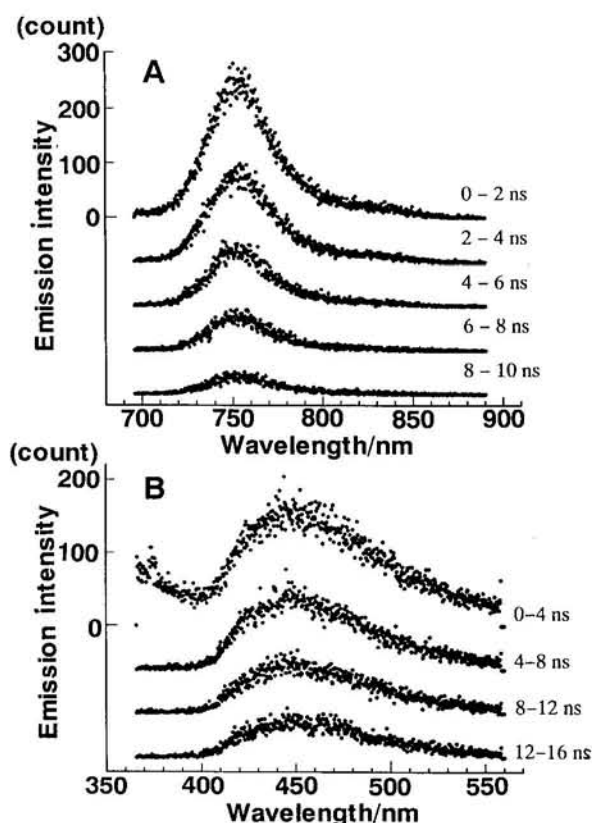 (count)
300
A
200
100
0
Emission intensity
0 – 2 ns
2 – 4 ns
4 – 6 ns
6 – 8 ns
8 – 10 ns
700 750 800 850 900
Wavelength/nm
(count)
200
B
100
0
Emission intensity
0–4 ns
4–8 ns
8–12 ns
12–16 ns
350 400 450 500 550
Wavelength/nm